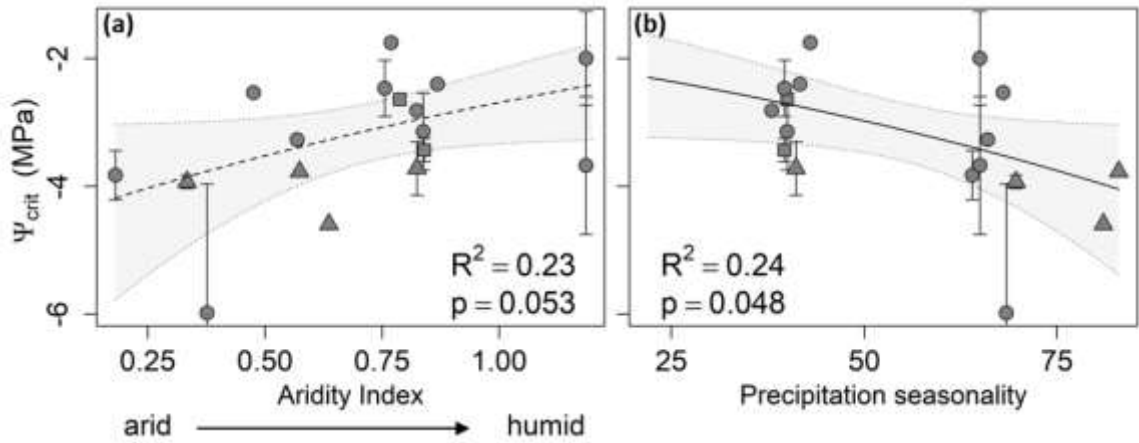 (a)
(b)
Ψcrit (MPa)
-2
-4
-6
R² = 0.23
p = 0.053
R² = 0.24
p = 0.048
0.25 0.50 0.75 1.00
25 50 75
Aridity Index
Precipitation seasonality
arid humid